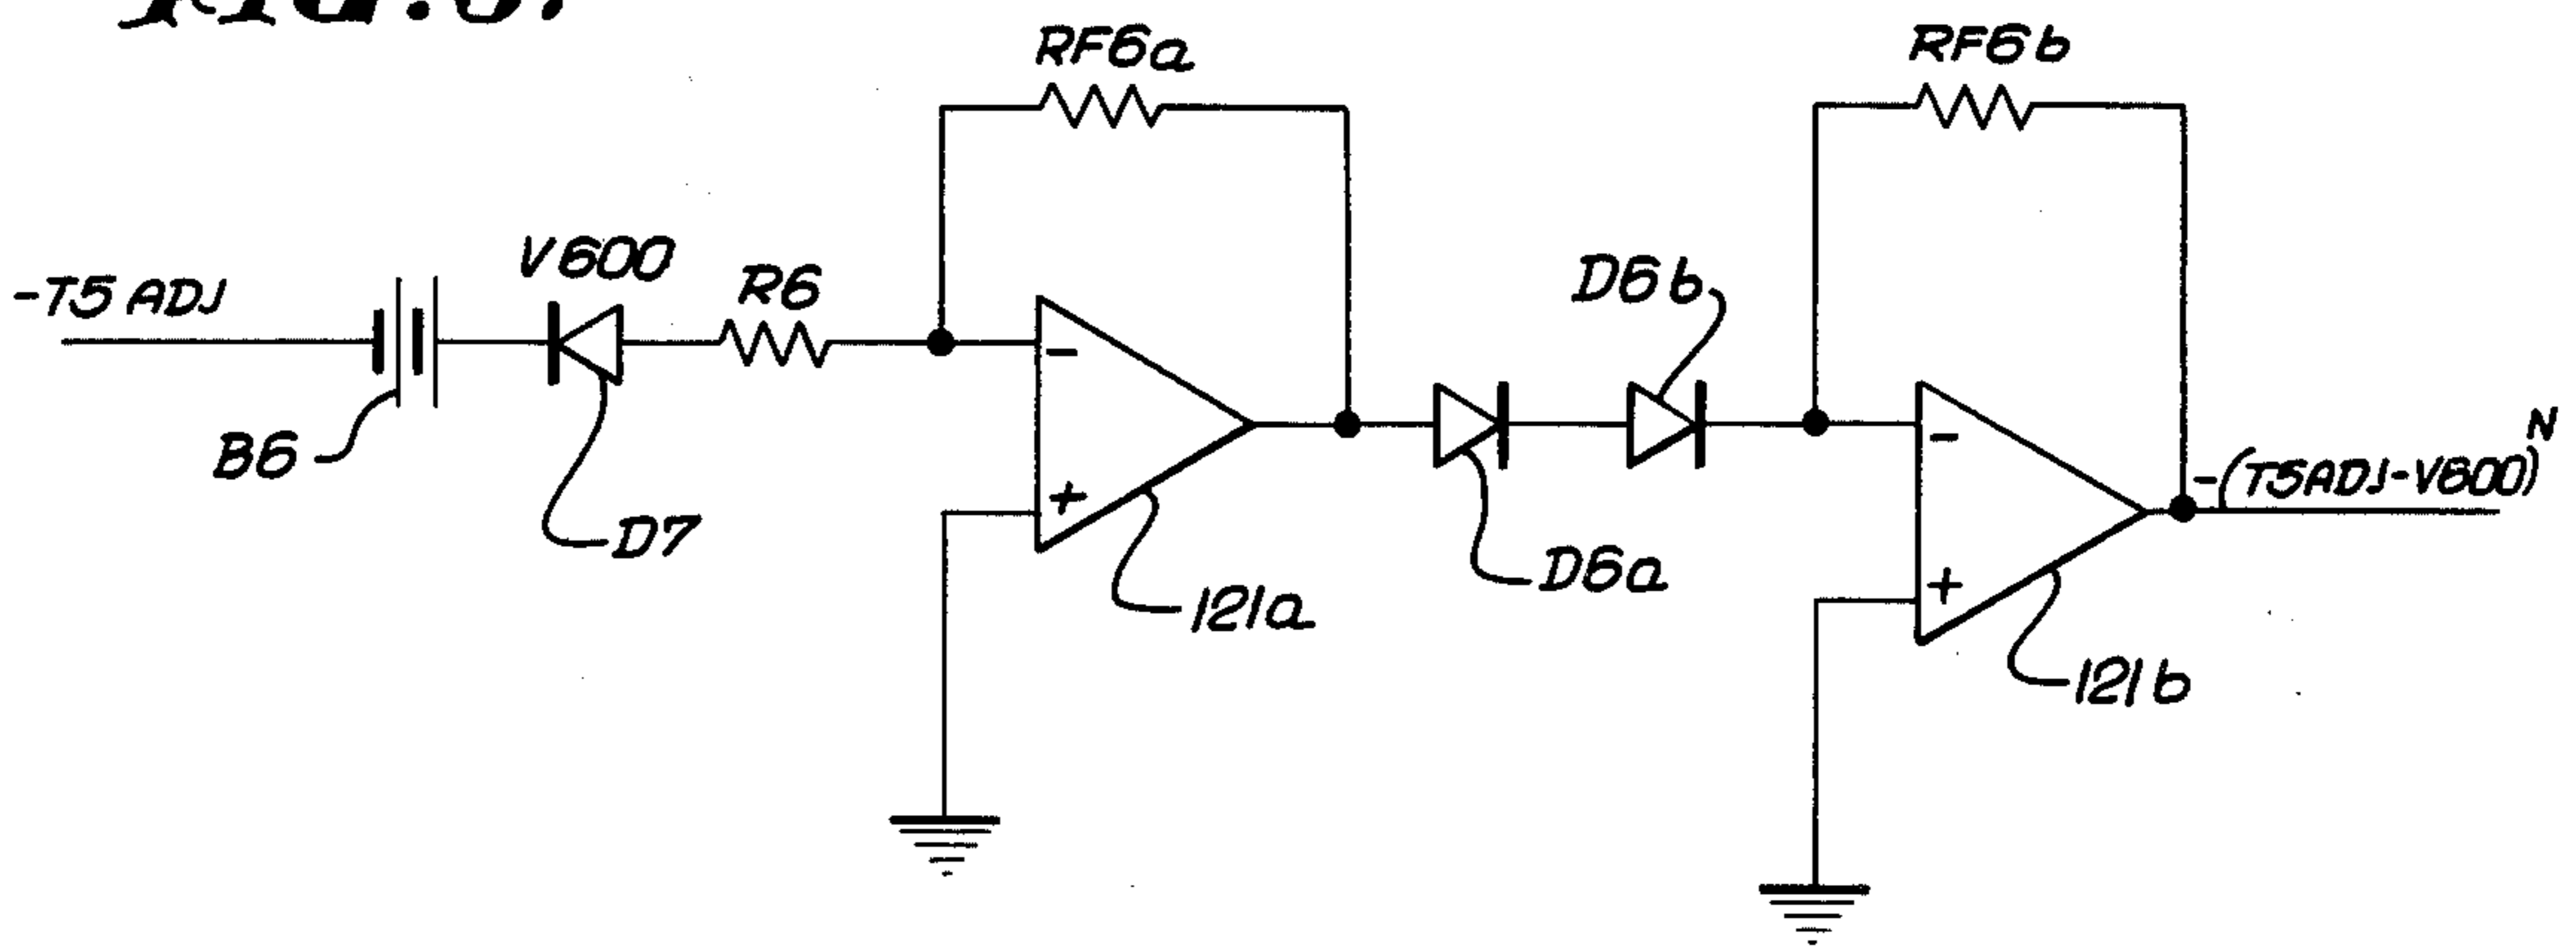 RF6a
RF6b
-T5 ADJ
V600
R6
D6b
B6
D7
-
+
121a
D6a
-
+
121b
-(T5ADJ-V600)N